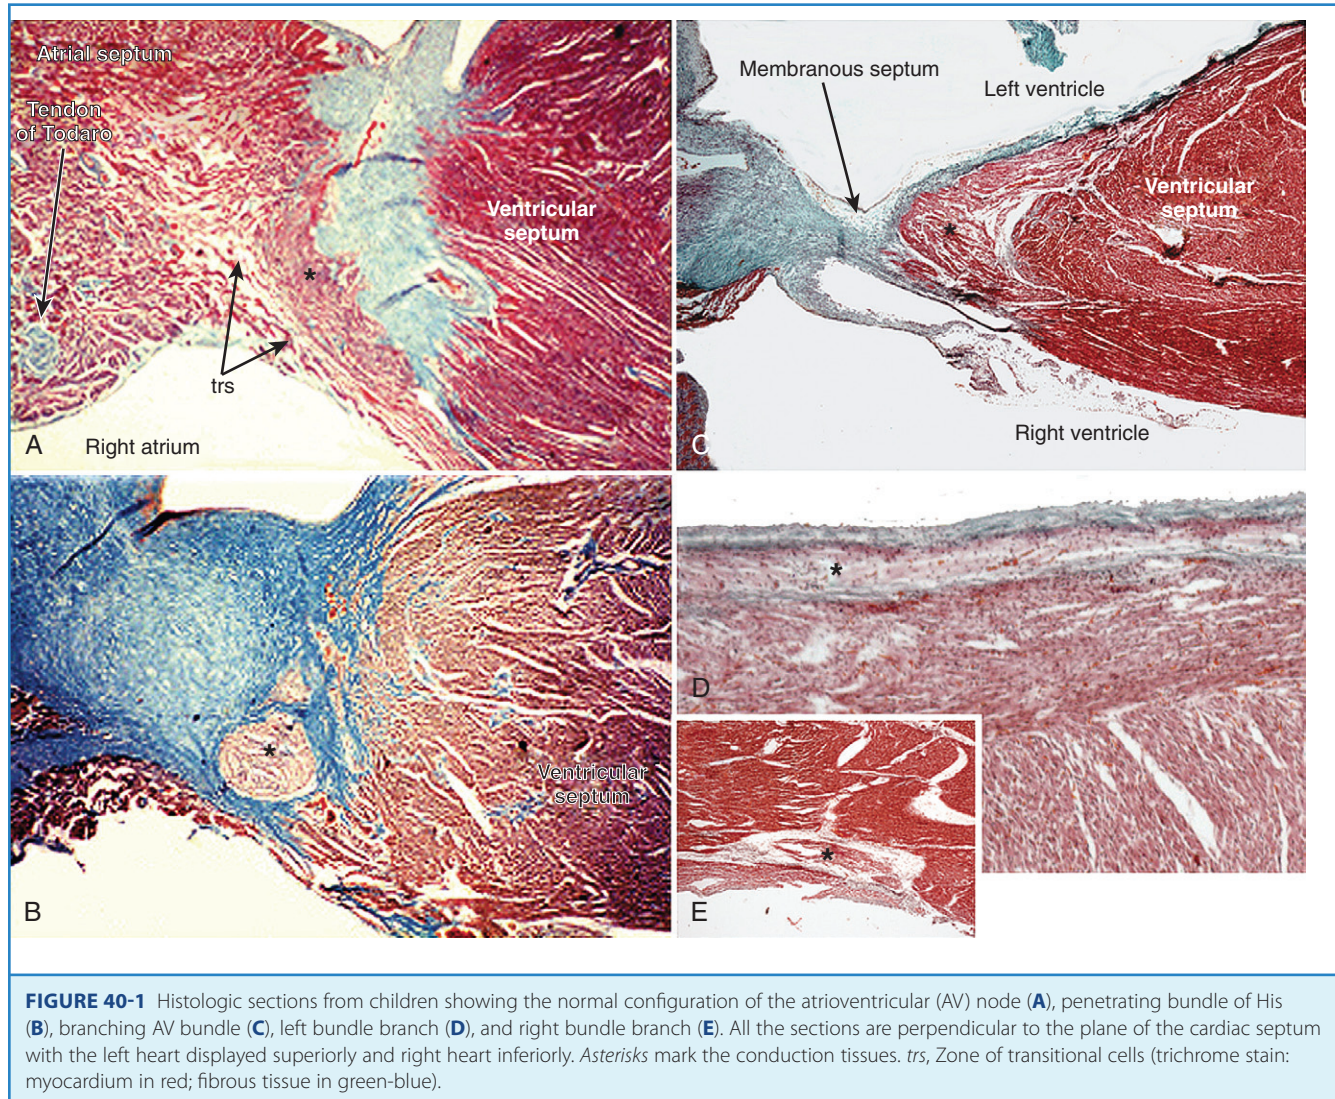 Atrial septum
Tendon
of Todaro
*
Ventricular
septum
trs
A
Right atrium
Membranous septum
Left ventricle
Ventricular
septum
*
C
Right ventricle
*
Ventricular
septum
B
*
D
*
E
FIGURE 40-1 Histologic sections from children showing the normal configuration of the atrioventricular (AV) node (A), penetrating bundle of His
(B), branching AV bundle (C), left bundle branch (D), and right bundle branch (E). All the sections are perpendicular to the plane of the cardiac septum
with the left heart displayed superiorly and right heart inferiorly. Asterisks mark the conduction tissues. trs, Zone of transitional cells (trichrome stain:
myocardium in red; fibrous tissue in green-blue).